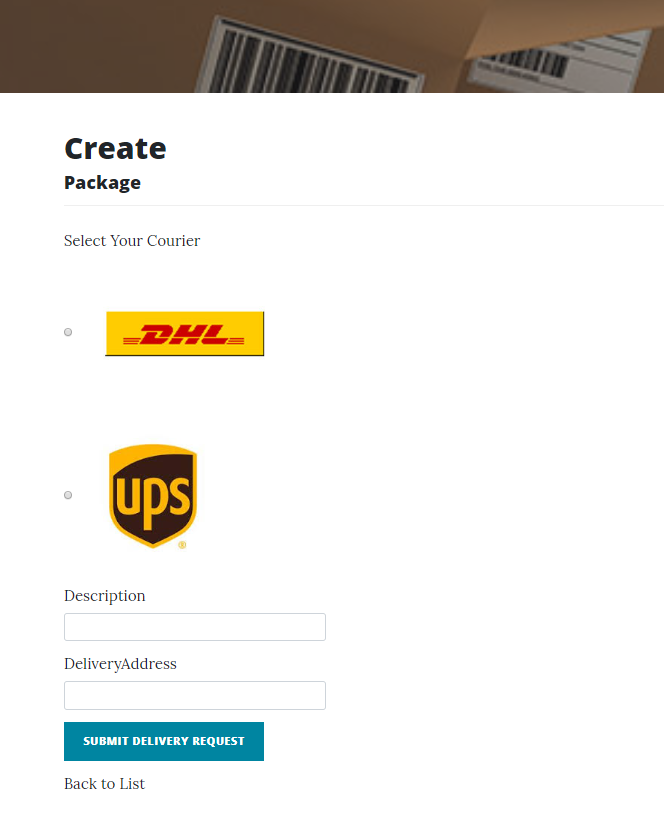 Create
Package
Select Your Courier
DHL
ups
Description
DeliveryAddress
SUBMIT DELIVERY REQUEST
Back to List